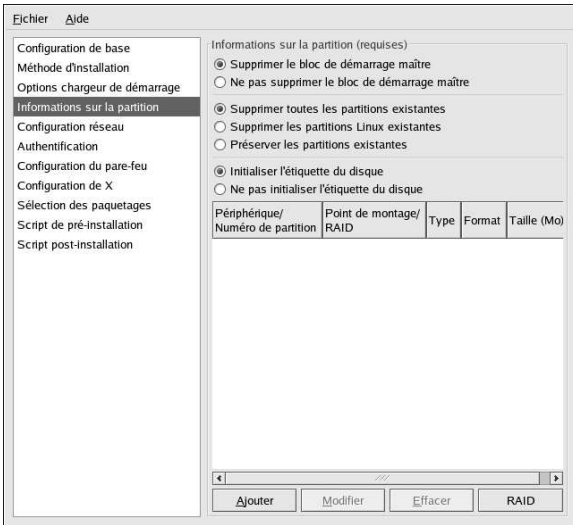 Fichier Aide
Configuration de base
Méthode d'installation
Options chargeur de démarrage
Informations sur la partition
Configuration réseau
Authentification
Configuration du pare-feu
Configuration de X
Sélection des paquetages
Script de pré-installation
Script post-installation
Informations sur la partition (requises)
Supprimer le bloc de démarrage maître
Ne pas supprimer le bloc de démarrage maître
Supprimer toutes les partitions existantes
Supprimer les partitions Linux existantes
Préserver les partitions existantes
Initialiser l'étiquette du disque
Ne pas initialiser l'étiquette du disque
Périphérique/ Point de montage/
Numéro de partition RAID Type Format Taille (Mo)
Ajouter Modifier Effacer RAID